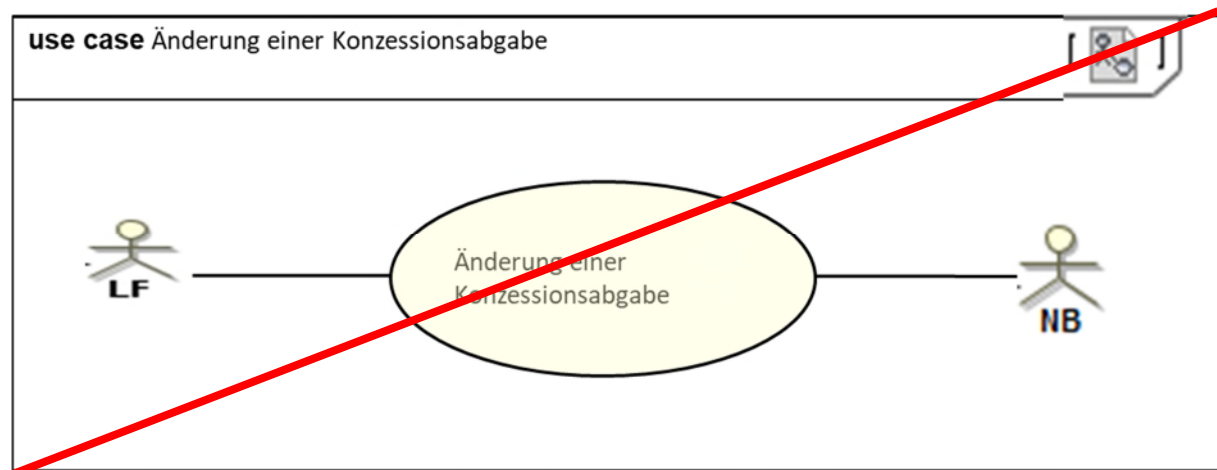 use case Änderung einer Konzessionsabgabe
Änderung einer
Konzessionsabgabe
LF
NB